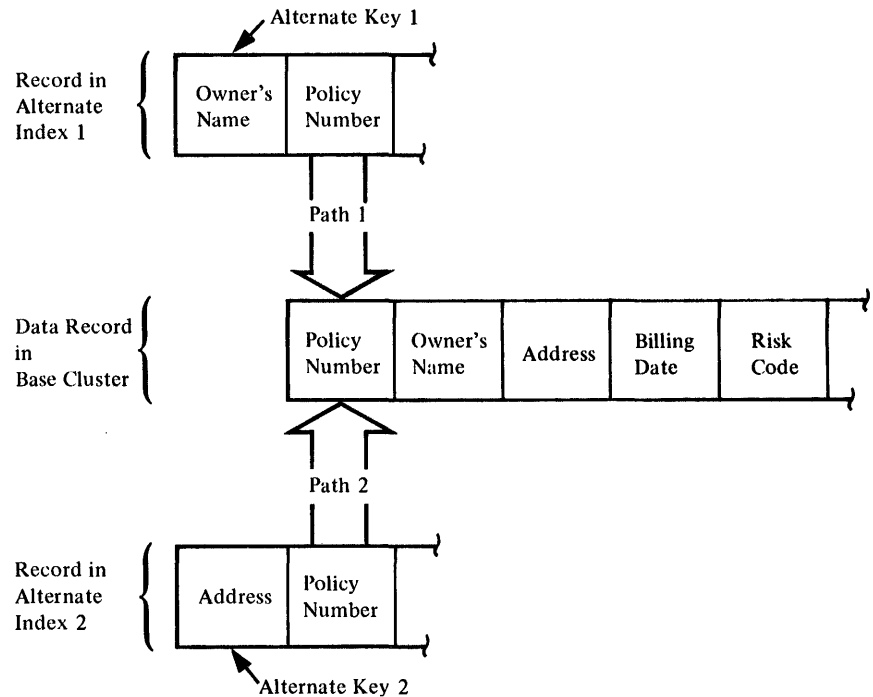 Alternate Key 1
Record in
Alternate
Index 1
Owner's
Name
Policy
Number
Path 1
Data Record
in
Base Cluster
Policy
Number
Owner's
Name
Address
Billing
Date
Risk
Code
Path 2
Record in
Alternate
Index 2
Address
Policy
Number
Alternate Key 2